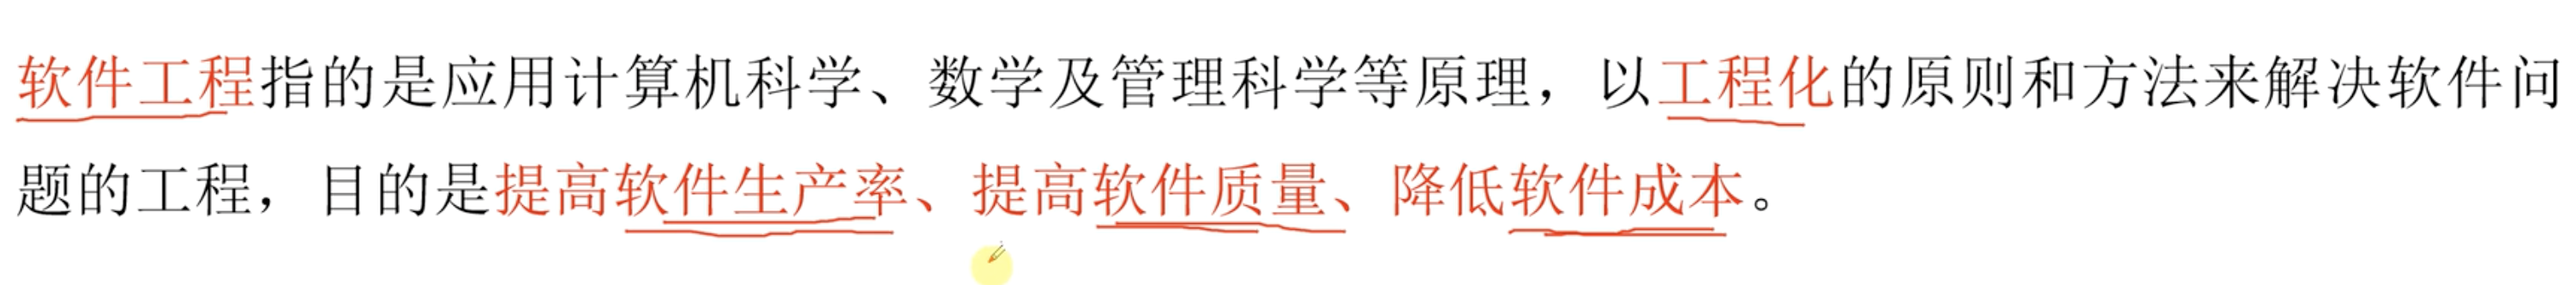 软件工程指的是应用计算机科学、数学及管理科学等原理，以工程化的原则和方法来解决软件问
题的工程，目的是提高软件生产率、提高软件质量、降低软件成本。